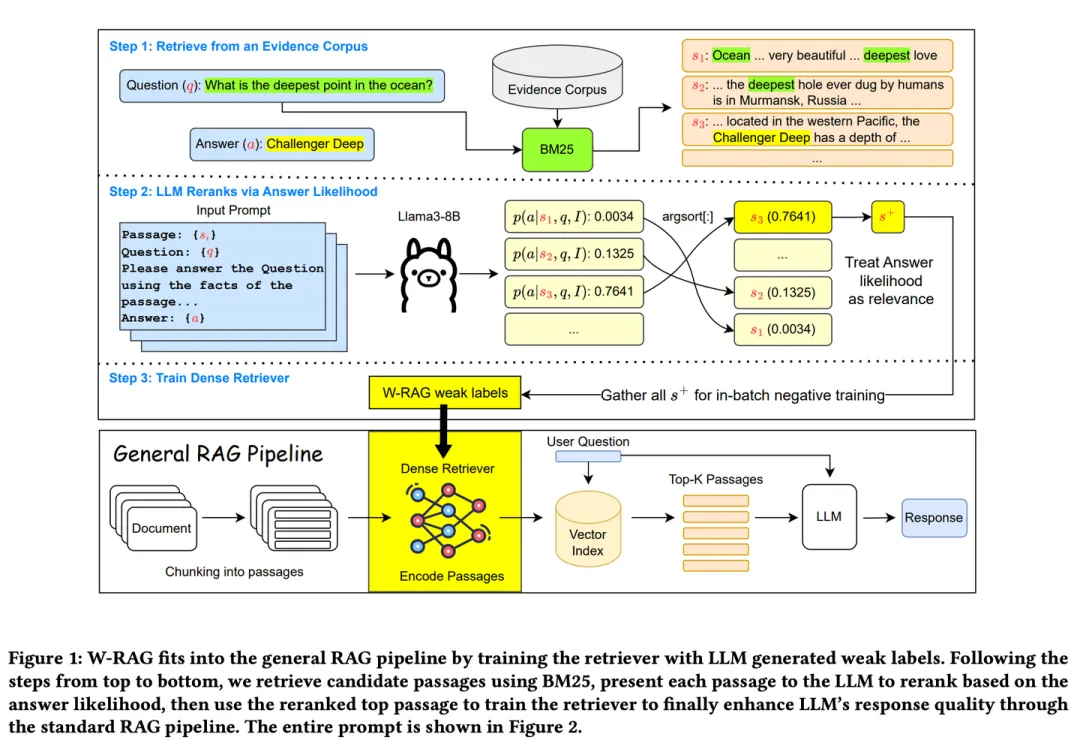 Step 1: Retrieve from an Evidence Corpus
Question (q): What is the deepest point in the ocean?
Answer (a): Challenger Deep
Evidence Corpus
BM25
s₁: Ocean ... very beautiful ... deepest love
s₂: ... the deepest hole ever dug by humans
is in Murmansk, Russia ...
s₃: ... located in the western Pacific, the
Challenger Deep has a depth of ...
...
Step 2: LLM Reranks via Answer Likelihood
Input Prompt
Passage: {sᵢ}
Question: {q}
Please answer the Question
using the facts of the
passage...
Answer: {a}
Llama3-8B
p(a|s₁, q, I): 0.0034
p(a|s₂, q, I): 0.1325
p(a|s₃, q, I): 0.7641
...
argsort[:]
s₃ (0.7641)
...
s₂ (0.1325)
s₁ (0.0034)
s⁺
Treat Answer
likelihood
as relevance
Step 3: Train Dense Retriever
W-RAG weak labels
Gather all s⁺ for in-batch negative training
General RAG Pipeline
Document
Chunking into passages
Dense Retriever
Encode Passages
User Question
Vector
Index
Top-K Passages
LLM
Response
Figure 1: W-RAG fits into the general RAG pipeline by training the retriever with LLM generated weak labels. Following the
steps from top to bottom, we retrieve candidate passages using BM25, present each passage to the LLM to rerank based on the
answer likelihood, then use the reranked top passage to train the retriever to finally enhance LLM's response quality through
the standard RAG pipeline. The entire prompt is shown in Figure 2.